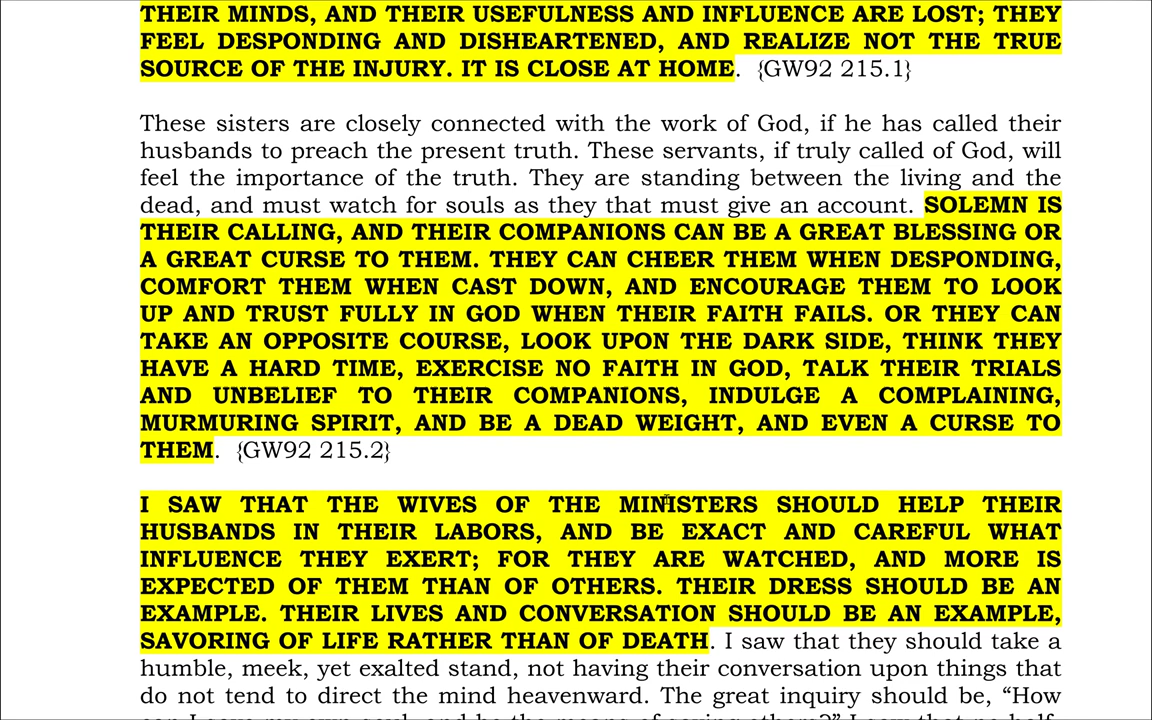 THEIR MINDS, AND THEIR USEFULNESS AND INFLUENCE ARE LOST; THEY
FEEL DESPONDING AND DISHEARTENED, AND REALIZE NOT THE TRUE
SOURCE OF THE INJURY. IT IS CLOSE AT HOME.  {GW92 215.1}
These sisters are closely connected with the work of God, if he has called their
husbands to preach the present truth. These servants, if truly called of God, will
feel the importance of the truth. They are standing between the living and the
dead, and must watch for souls as they that must give an account. SOLEMN IS
THEIR CALLING, AND THEIR COMPANIONS CAN BE A GREAT BLESSING OR
A GREAT CURSE TO THEM. THEY CAN CHEER THEM WHEN DESPONDING,
COMFORT THEM WHEN CAST DOWN, AND ENCOURAGE THEM TO LOOK
UP AND TRUST FULLY IN GOD WHEN THEIR FAITH FAILS. OR THEY CAN
TAKE AN OPPOSITE COURSE, LOOK UPON THE DARK SIDE, THINK THEY
HAVE A HARD TIME, EXERCISE NO FAITH IN GOD, TALK THEIR TRIALS
AND UNBELIEF TO THEIR COMPANIONS, INDULGE A COMPLAINING,
MURMURING SPIRIT, AND BE A DEAD WEIGHT, AND EVEN A CURSE TO
THEM.  {GW92 215.2}
I SAW THAT THE WIVES OF THE MINISTERS SHOULD HELP THEIR
HUSBANDS IN THEIR LABORS, AND BE EXACT AND CAREFUL WHAT
INFLUENCE THEY EXERT; FOR THEY ARE WATCHED, AND MORE IS
EXPECTED OF THEM THAN OF OTHERS. THEIR DRESS SHOULD BE AN
EXAMPLE. THEIR LIVES AND CONVERSATION SHOULD BE AN EXAMPLE,
SAVORING OF LIFE RATHER THAN OF DEATH. I saw that they should take a
humble, meek, yet exalted stand, not having their conversation upon things that
do not tend to direct the mind heavenward. The great inquiry should be, “How